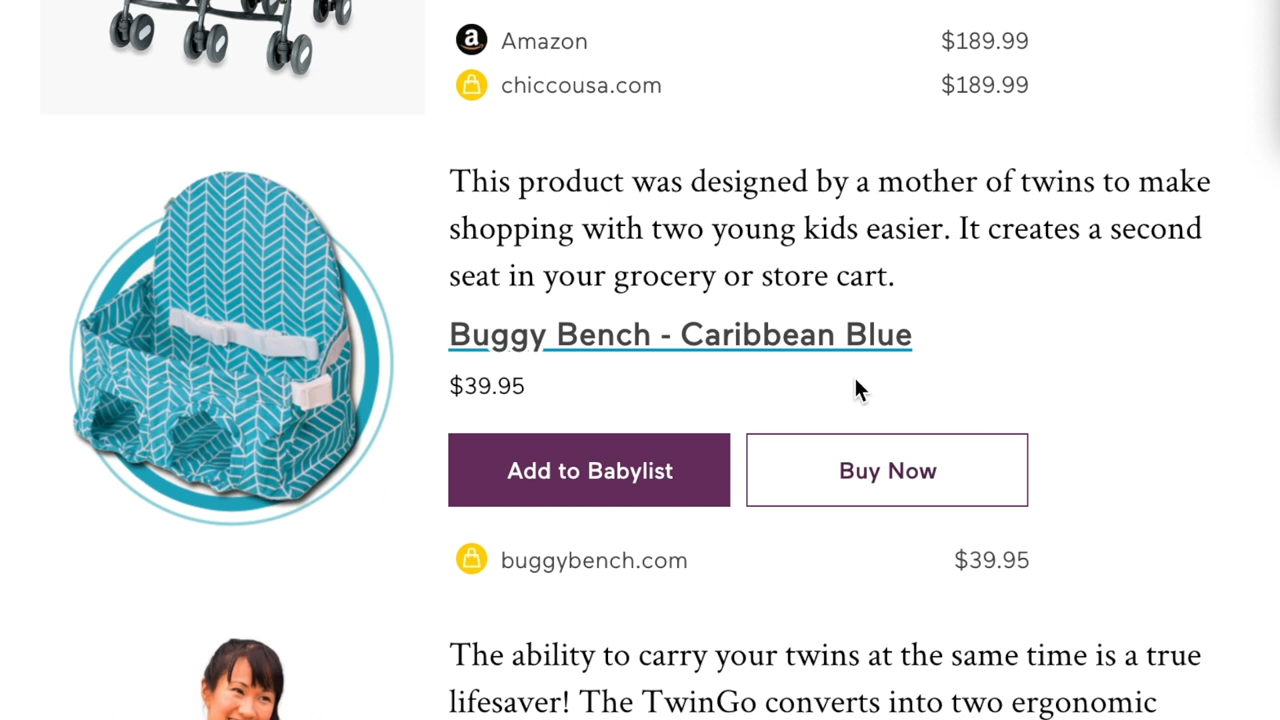 Amazon $189.99
chiccousa.com $189.99
This product was designed by a mother of twins to make
shopping with two young kids easier. It creates a second
seat in your grocery or store cart.
Buggy Bench - Caribbean Blue
$39.95
Add to Babylist Buy Now
buggybench.com $39.95
The ability to carry your twins at the same time is a true
lifesaver! The TwinGo converts into two ergonomic